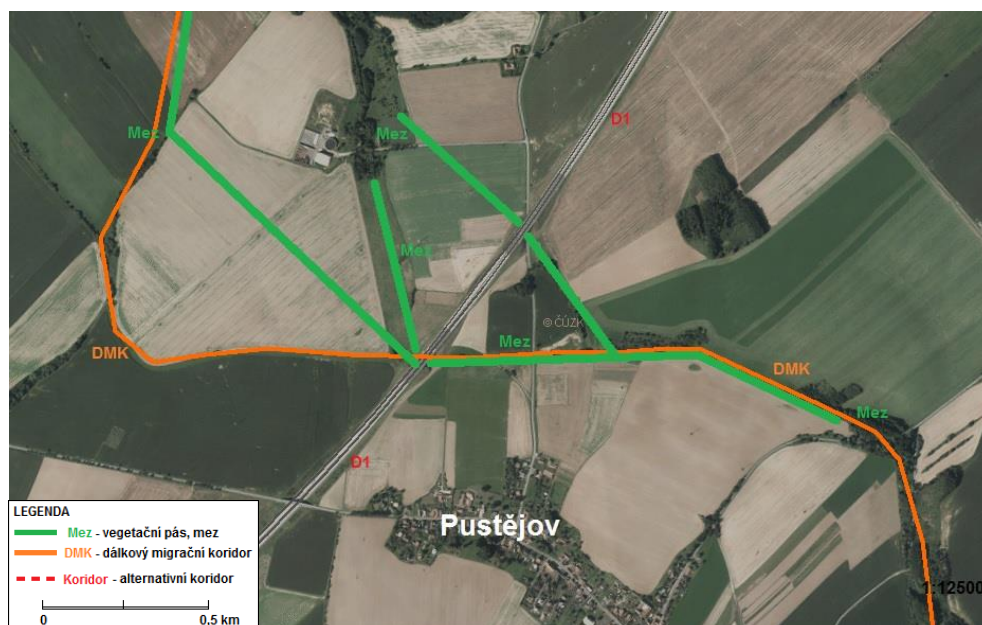 D1
Mez
Mez
Mez
© ČÚZK
Mez
DMK
DMK
Mez
D1
Pustějov
LEGENDA
Mez - vegetační pás, mez
DMK - dálkový migrační koridor
Koridor - alternativní koridor
0 0,5 km
1:12500